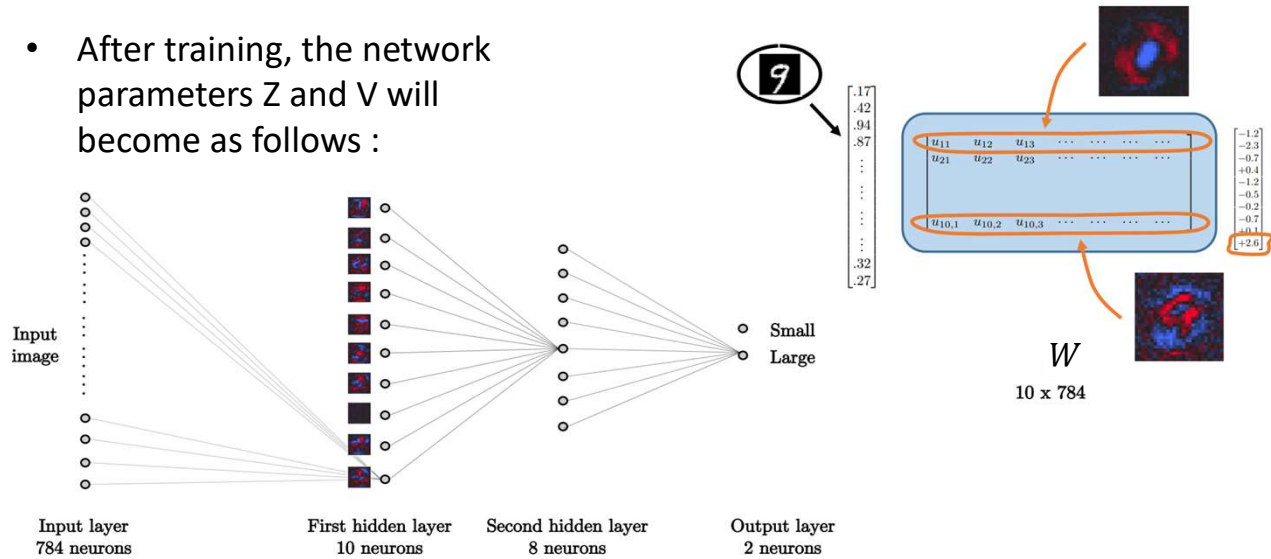 • After training, the network
parameters Z and V will
become as follows :
9
.17
.42
.94
.87
⋮
⋮
⋮
⋮
.32
.27
u11 u12 u13 ⋯ ⋯ ⋯ ⋯
u21 u22 u23 ⋯ ⋯ ⋯ ⋯
u10,1 u10,2 u10,3 ⋯ ⋯ ⋯ ⋯
−1.2
−2.3
−0.7
+0.4
−1.2
−0.5
−0.2
−0.7
+0.1
+2.6
W
10 x 784
Input
image
Small
Large
Input layer
784 neurons
First hidden layer
10 neurons
Second hidden layer
8 neurons
Output layer
2 neurons